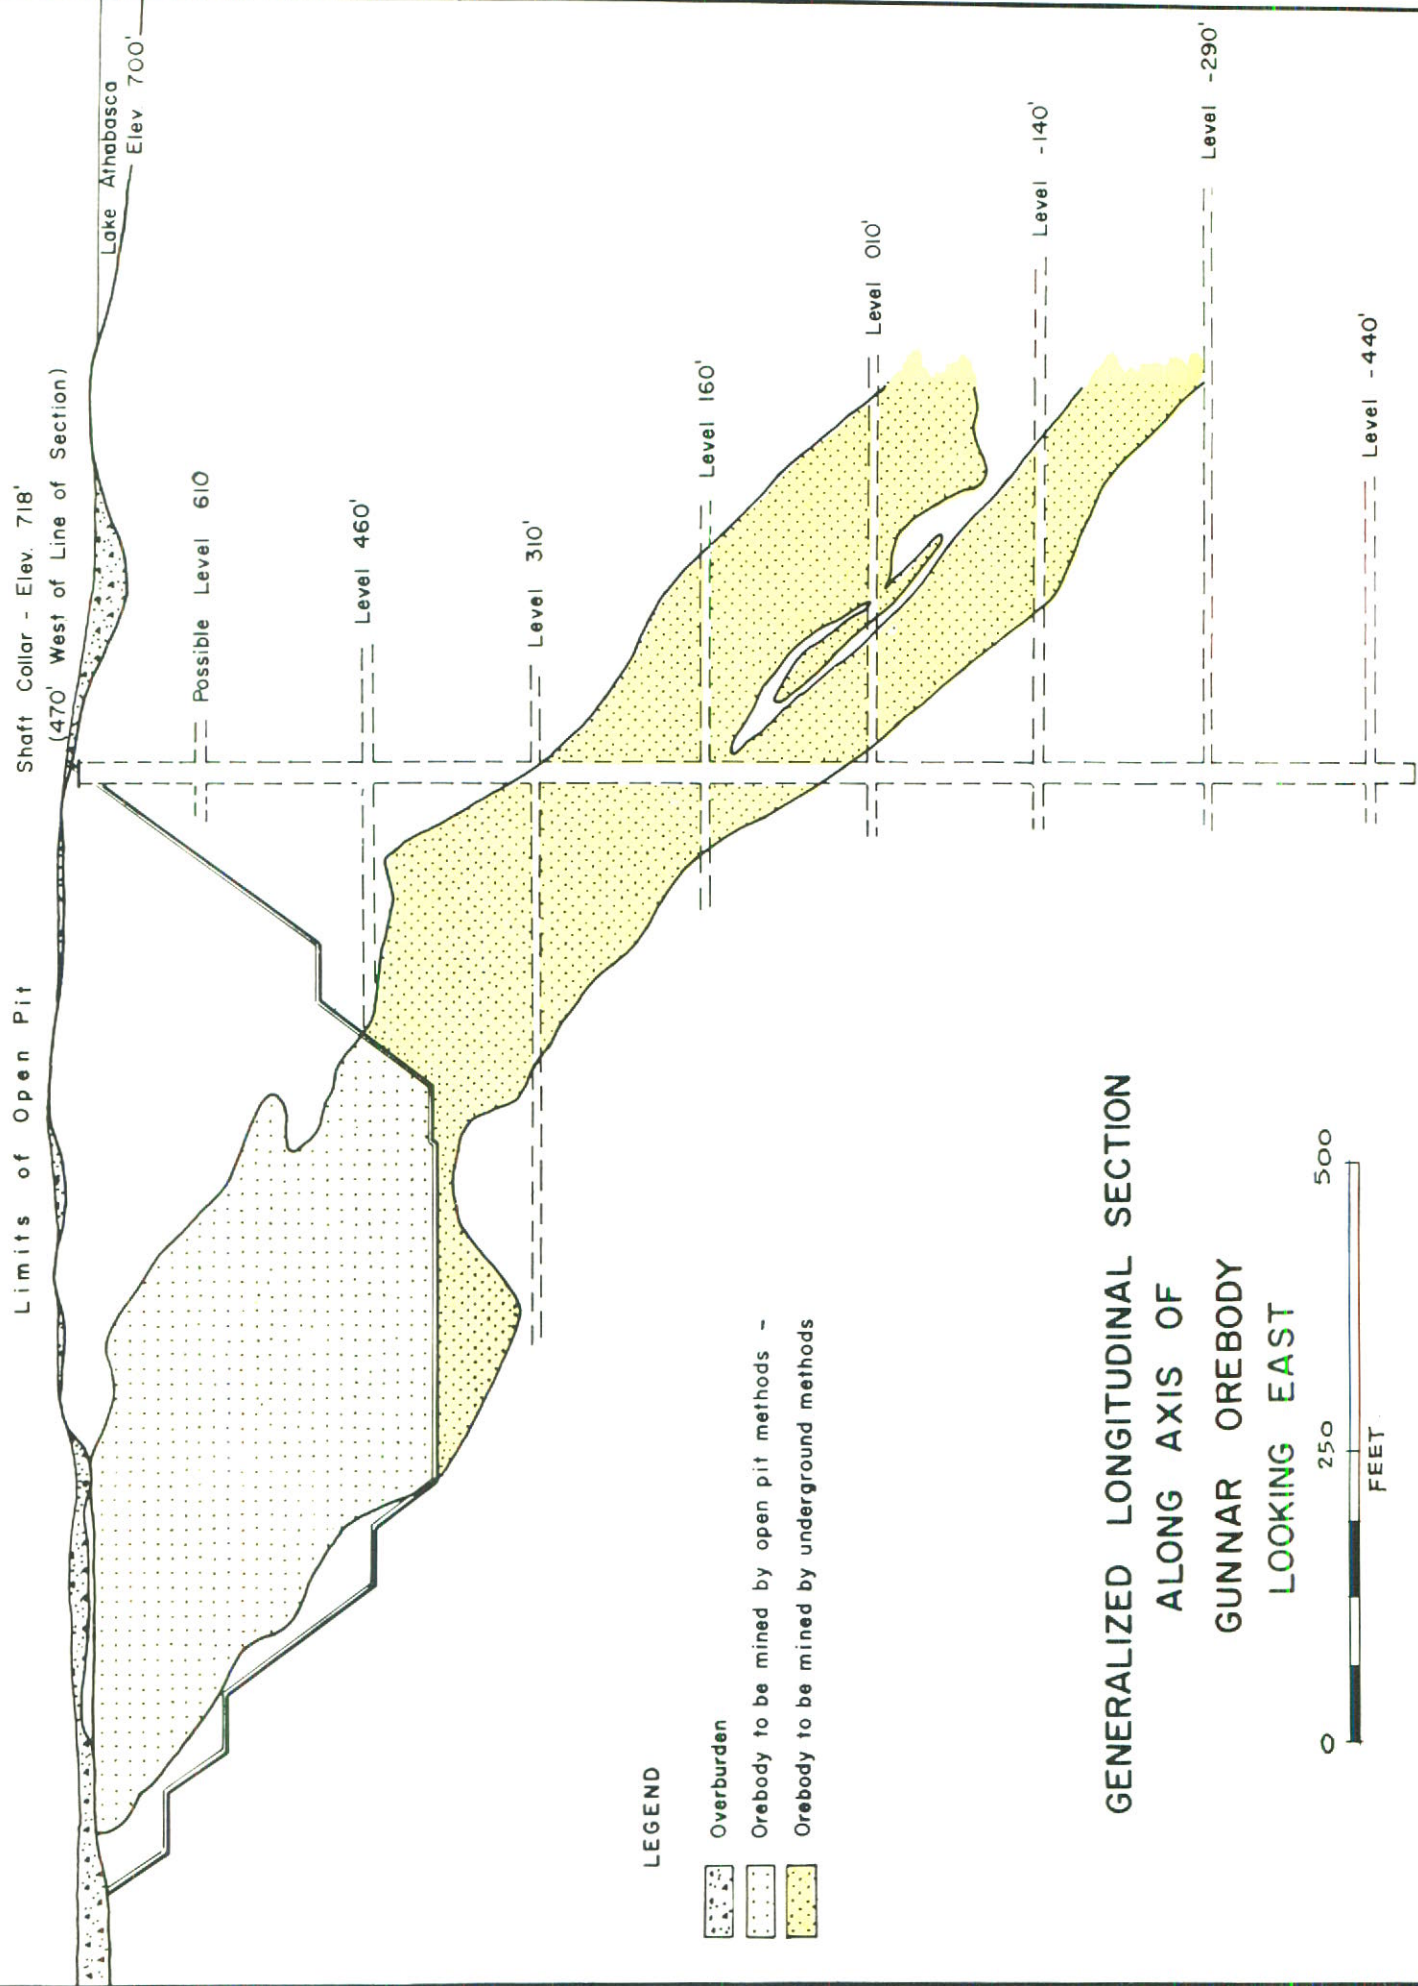 Limits of Open Pit
Shaft Collar - Elev. 718'
(470' West of Line of Section)
Lake Athabasca
Elev 700'
Possible Level 610
Level 460'
Level 310'
Level 160'
Level 010'
Level -140'
Level -290'
Level -440'
LEGEND
Overburden
Orebody to be mined by open pit methods -
Orebody to be mined by underground methods
GENERALIZED LONGITUDINAL SECTION
ALONG AXIS OF
GUNNAR OREBODY
LOOKING EAST
0 250 500
FEET